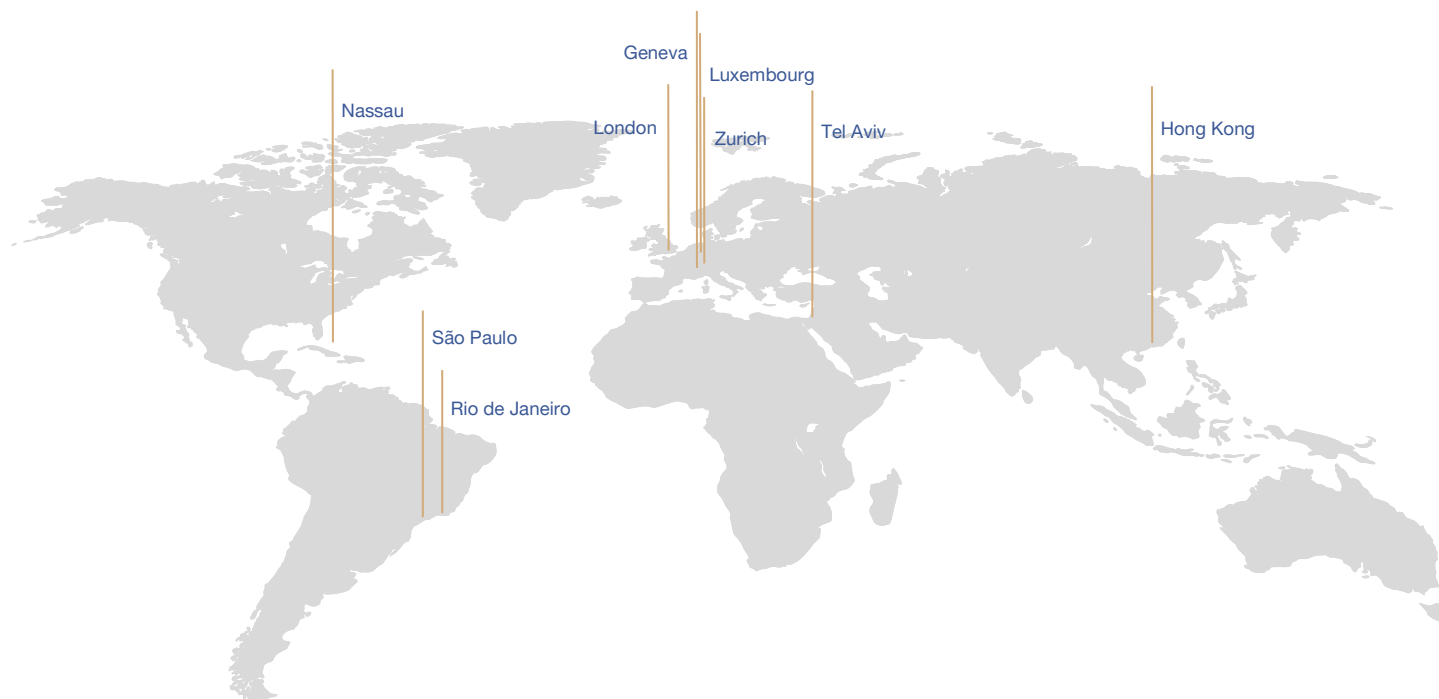 Geneva
Luxembourg
Nassau
London
Zurich
Tel Aviv
Hong Kong
São Paulo
Rio de Janeiro